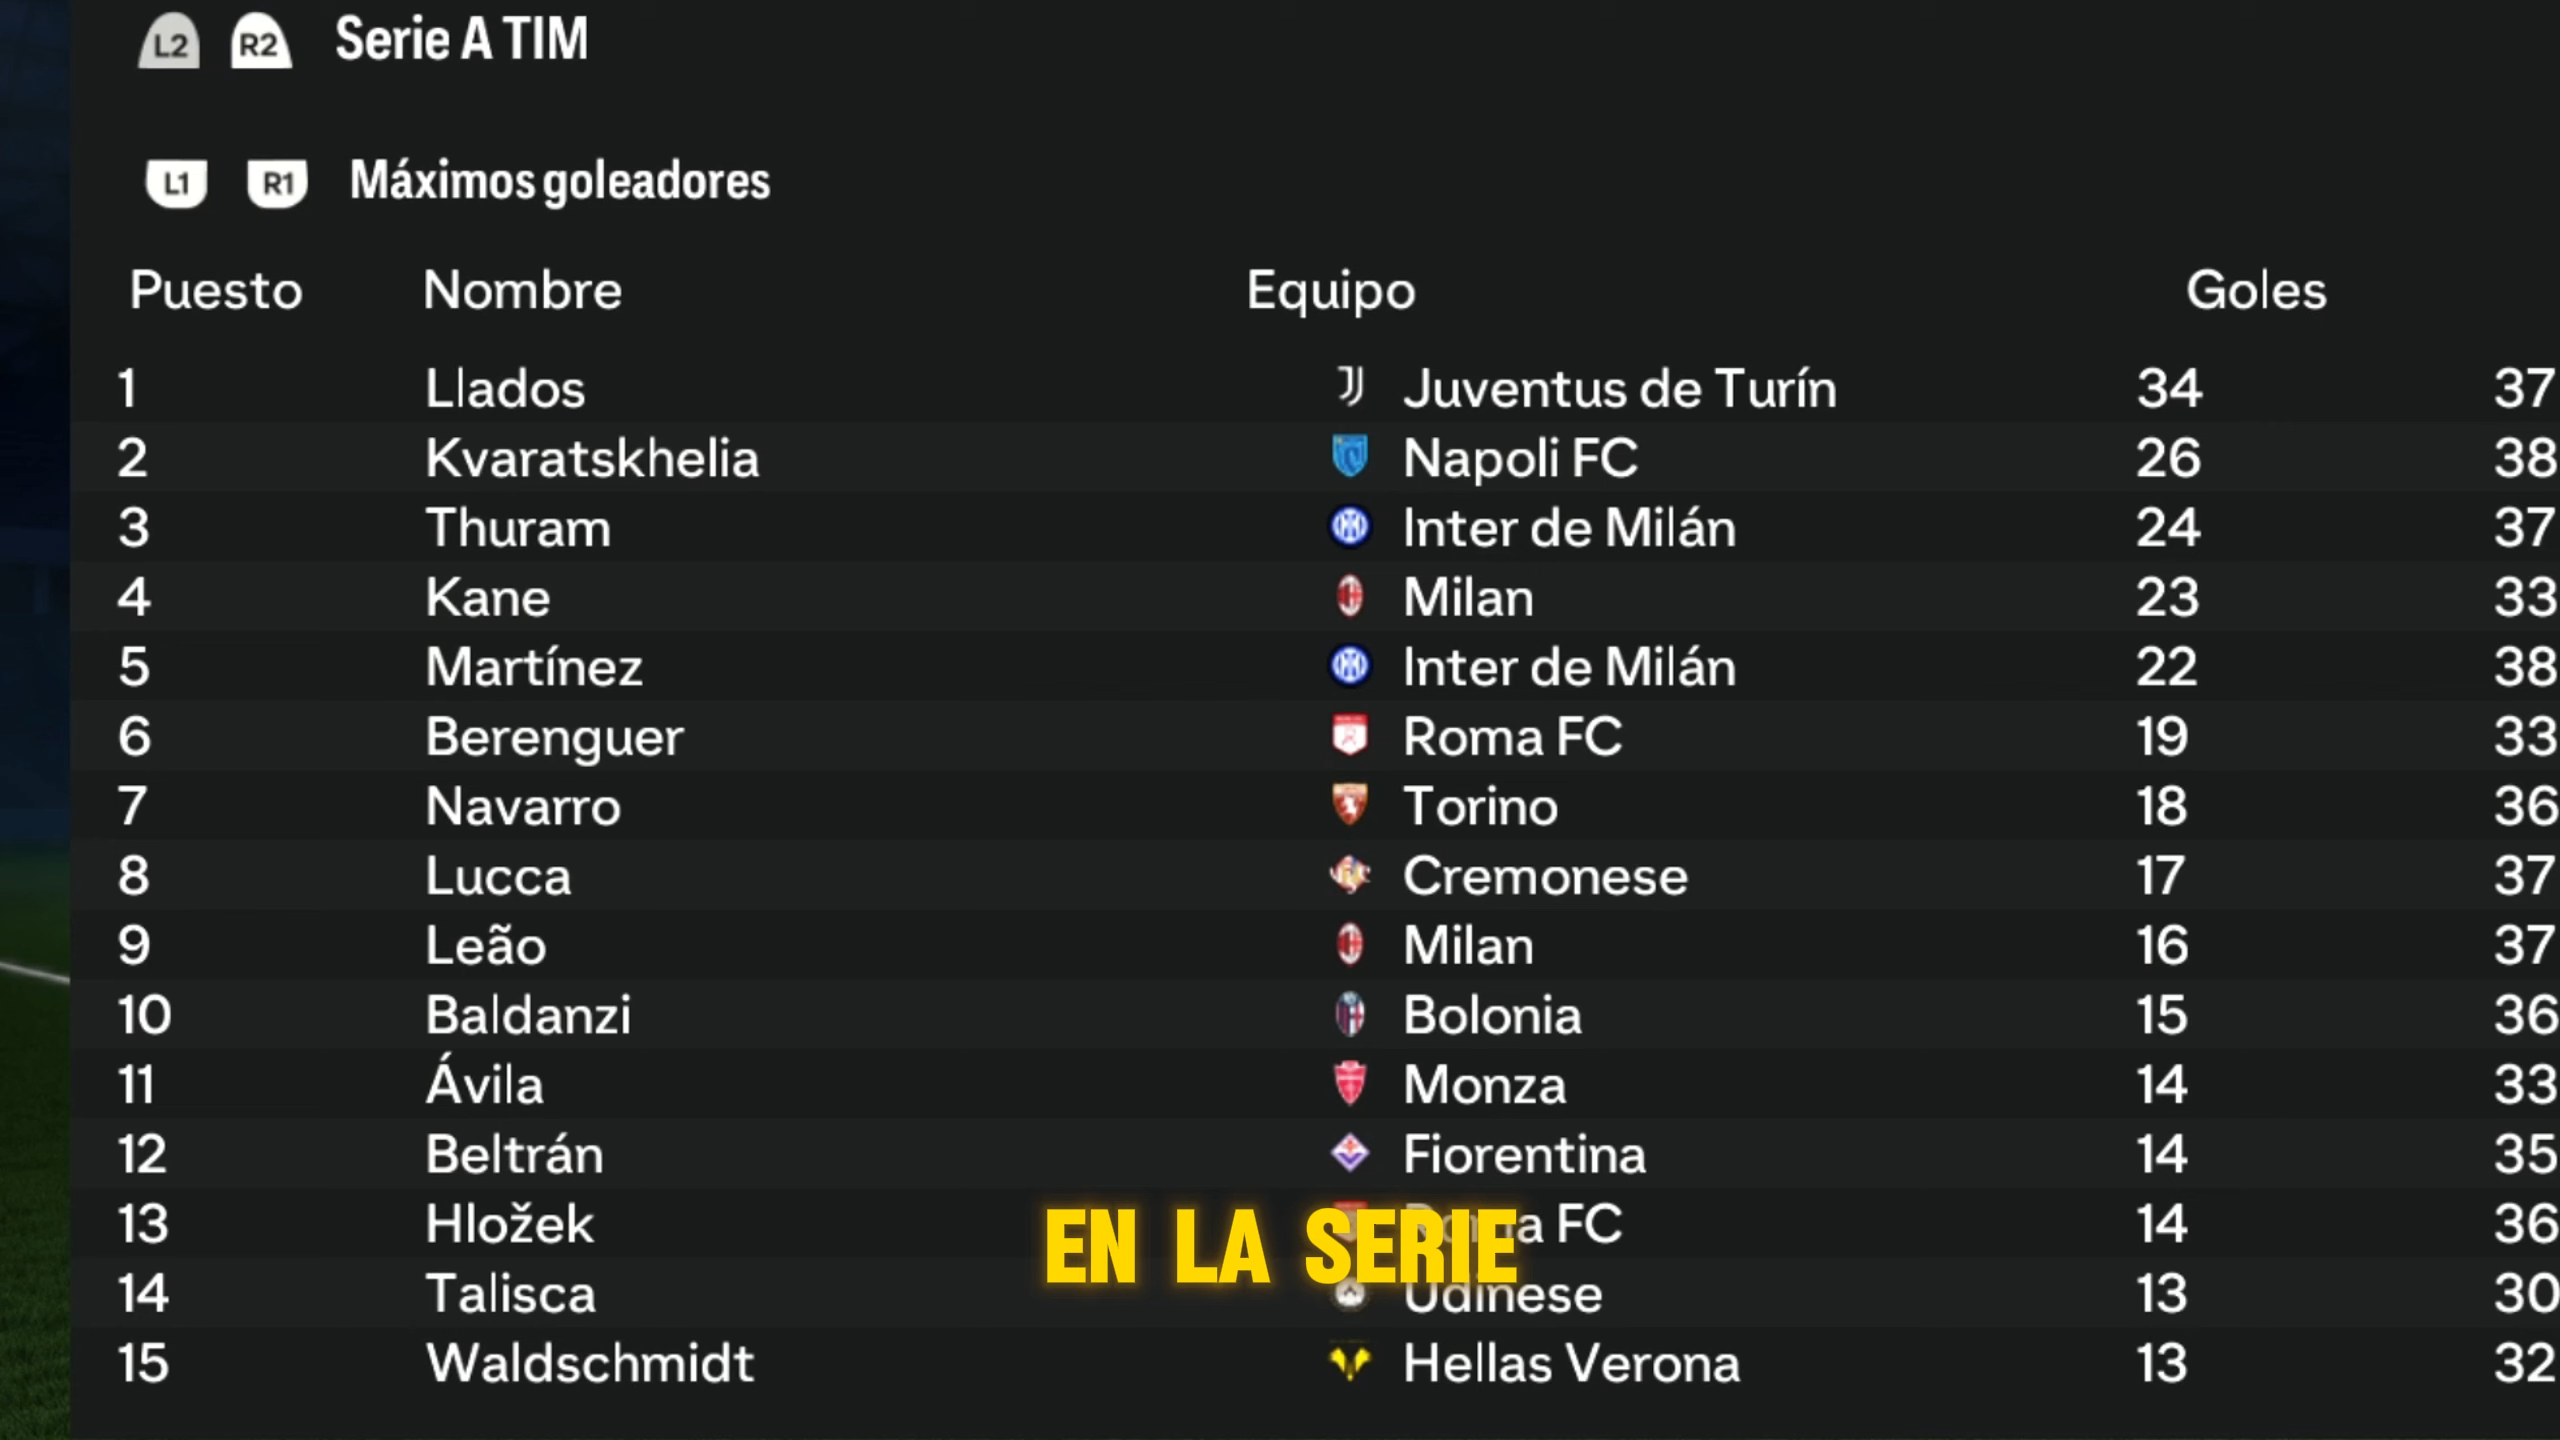 L2 R2 Serie A TIM
L1 R1 Máximos goleadores
Puesto Nombre Equipo Goles
1 Llados Juventus de Turín 34 37
2 Kvaratskhelia Napoli FC 26 38
3 Thuram Inter de Milán 24 37
4 Kane Milan 23 33
5 Martínez Inter de Milán 22 38
6 Berenguer Roma FC 19 33
7 Navarro Torino 18 36
8 Lucca Cremonese 17 37
9 Leão Milan 16 37
10 Baldanzi Bolonia 15 36
11 Ávila Monza 14 33
12 Beltrán Fiorentina 14 35
13 Hložek Roma FC 14 36
EN LA SERIE
14 Talisca Udinese 13 30
15 Waldschmidt Hellas Verona 13 32